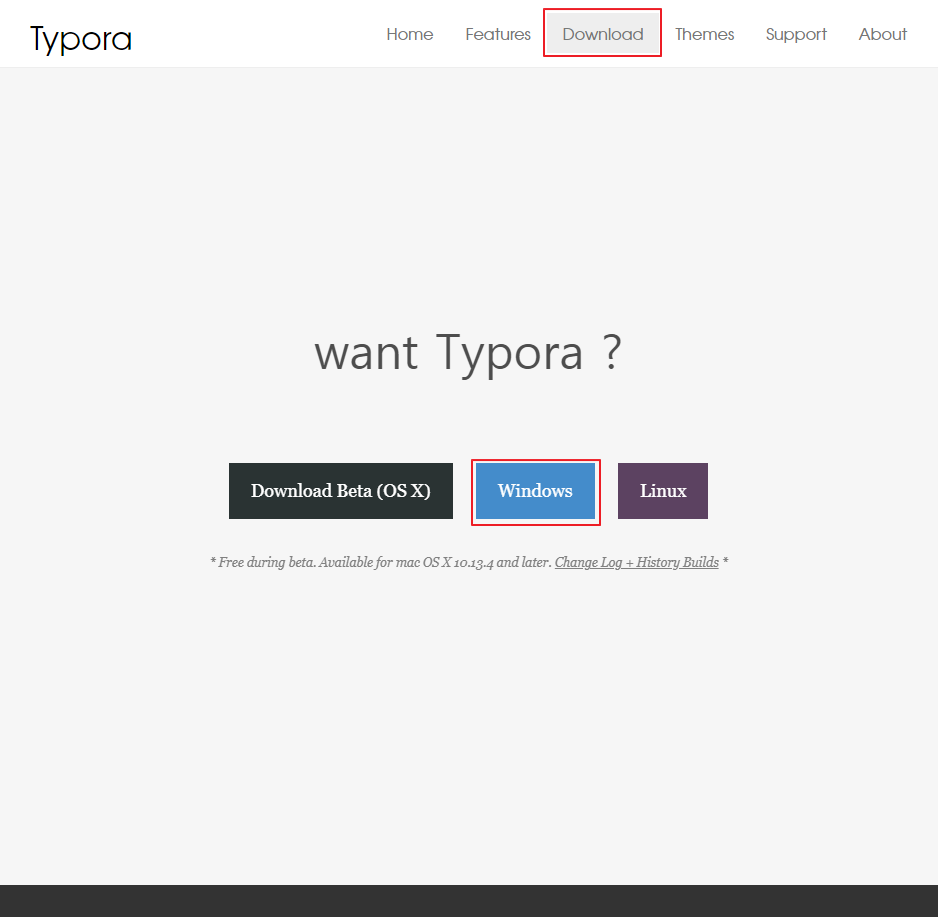 Typora
Home Features Download Themes Support About
want Typora ?
Download Beta (OS X) Windows Linux
* Free during beta. Available for mac OS X 10.13.4 and later. Change Log + History Builds *